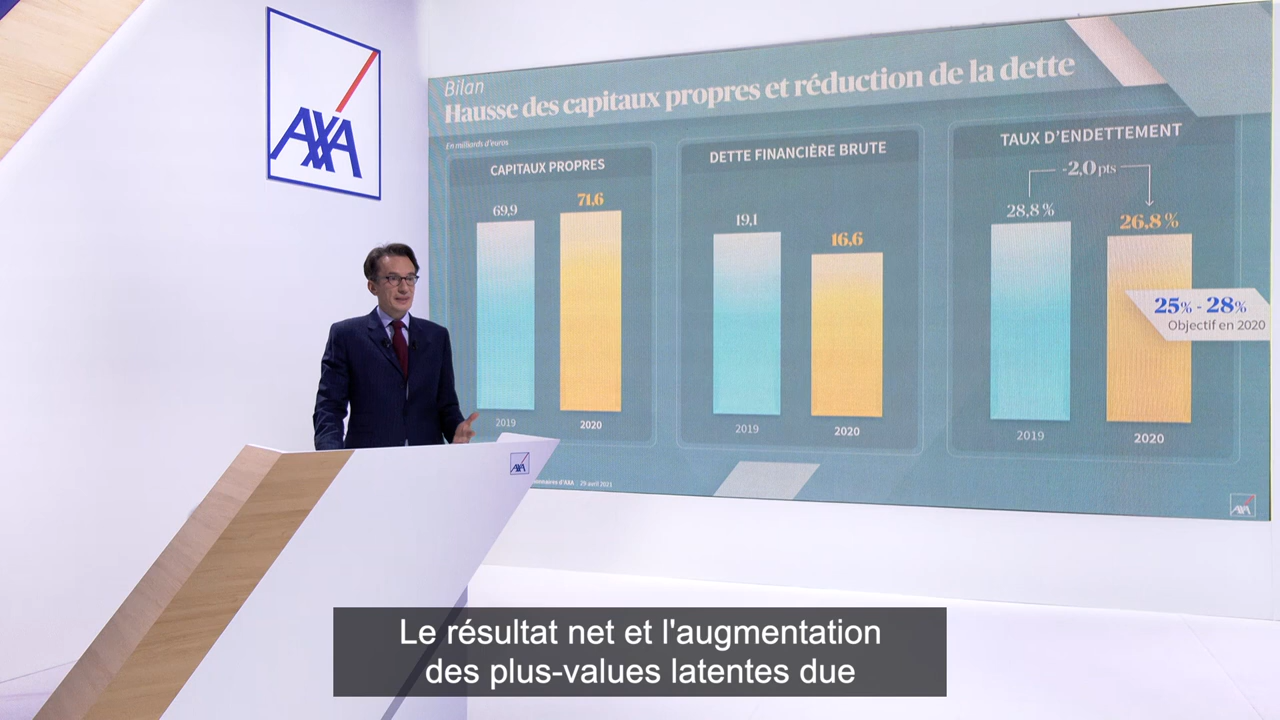 AXA
Bilan
Hausse des capitaux propres et réduction de la dette
En milliards d'euros
CAPITAUX PROPRES
69,9
71,6
2019
2020
DETTE FINANCIÈRE BRUTE
19,1
16,6
2019
2020
TAUX D'ENDETTEMENT
-2,0 pts
28,8 %
26,8 %
25% - 28%
Objectif en 2020
2019
2020
d'AXA | 29 avril 2021
AXA
AXA
Le résultat net et l'augmentation
des plus-values latentes due